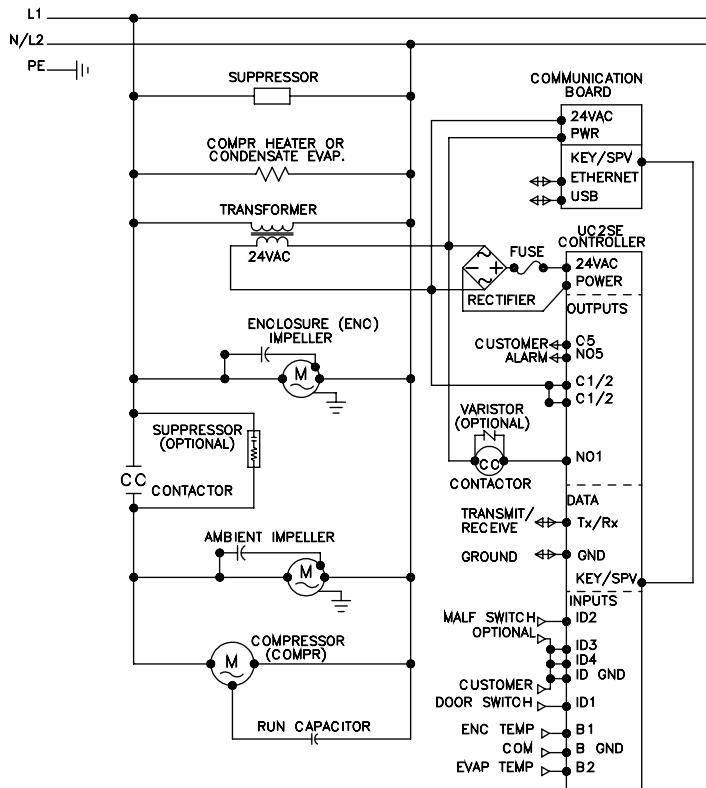 L1
N/L2
PE
SUPPRESSOR
COMPR HEATER OR
CONDENSATE EVAP.
TRANSFORMER
24VAC
ENCLOSURE (ENC)
IMPELLER
M
SUPPRESSOR
(OPTIONAL)
CC
CONTACTOR
AMBIENT IMPELLER
M
COMPRESSOR
(COMPR)
M
RUN CAPACITOR
COMMUNICATION
BOARD
24VAC
PWR
KEY/SPV
ETHERNET
USB
UC2SE
CONTROLLER
FUSE
- +
RECTIFIER
24VAC
POWER
OUTPUTS
CUSTOMER
ALARM
C5
NO5
C1/2
C1/2
VARISTOR
(OPTIONAL)
CC
CONTACTOR
NO1
DATA
TRANSMIT/
RECEIVE
Tx/Rx
GROUND
GND
KEY/SPV
INPUTS
MALF SWITCH
ID2
OPTIONAL
ID3
ID4
ID GND
CUSTOMER
DOOR SWITCH
ID1
ENC TEMP
B1
COM
B GND
EVAP TEMP
B2